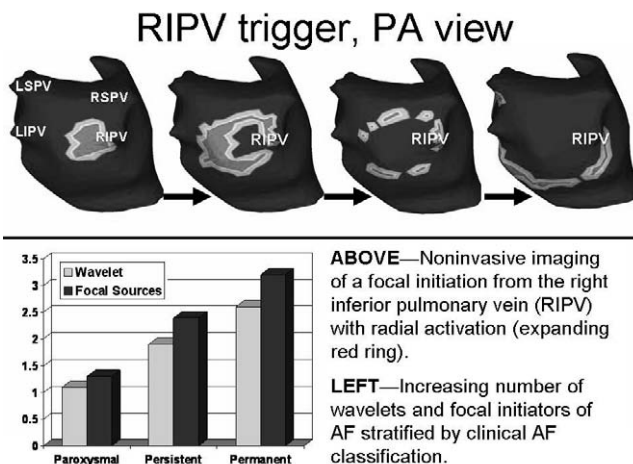 RIPV trigger, PA view
LSPV
RSPV
LIPV
RIPV
RIPV
RIPV
RIPV
3.5
3
2.5
2
1.5
1
0.5
0
Wavelet
Focal Sources
Paroxysmal Persistent Permanent
ABOVE—Noninvasive imaging
of a focal initiation from the right
inferior pulmonary vein (RIPV)
with radial activation (expanding
red ring).
LEFT—Increasing number of
wavelets and focal initiators of
AF stratified by clinical AF
classification.